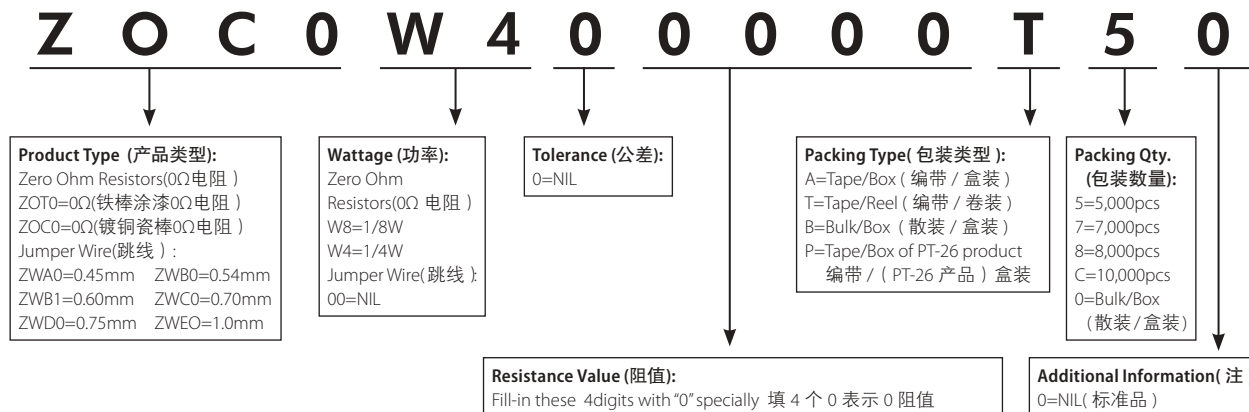 Z O C 0 W 4 0 0 0 0 0 T 5 0
Product Type (产品类型):
Zero Ohm Resistors(0Ω电阻 )
ZOT0=0Ω(铁棒涂漆0Ω电阻 )
ZOC0=0Ω(镀铜瓷棒0Ω电阻 )
Jumper Wire(跳线 ) :
ZWA0=0.45mm ZWB0=0.54mm
ZWB1=0.60mm ZWC0=0.70mm
ZWD0=0.75mm ZWEO=1.0mm
Wattage (功率):
Zero Ohm
Resistors(0Ω 电阻 )
W8=1/8W
W4=1/4W
Jumper Wire(跳线 ):
00=NIL
Tolerance (公差):
0=NIL
Packing Type( 包装类型 ):
A=Tape/Box ( 编带 / 盒装 )
T=Tape/Reel ( 编带 / 卷装 )
B=Bulk/Box ( 散装 / 盒装 )
P=Tape/Box of PT-26 product
编带 / ( PT-26 产品 ) 盒装
Packing Qty.
(包装数量):
5=5,000pcs
7=7,000pcs
8=8,000pcs
C=10,000pcs
0=Bulk/Box
(散装/盒装)
Resistance Value (阻值):
Fill-in these 4digits with “0” specially 填 4 个 0 表示 0 阻值
Additional Information( 注
0=NIL( 标准品 )